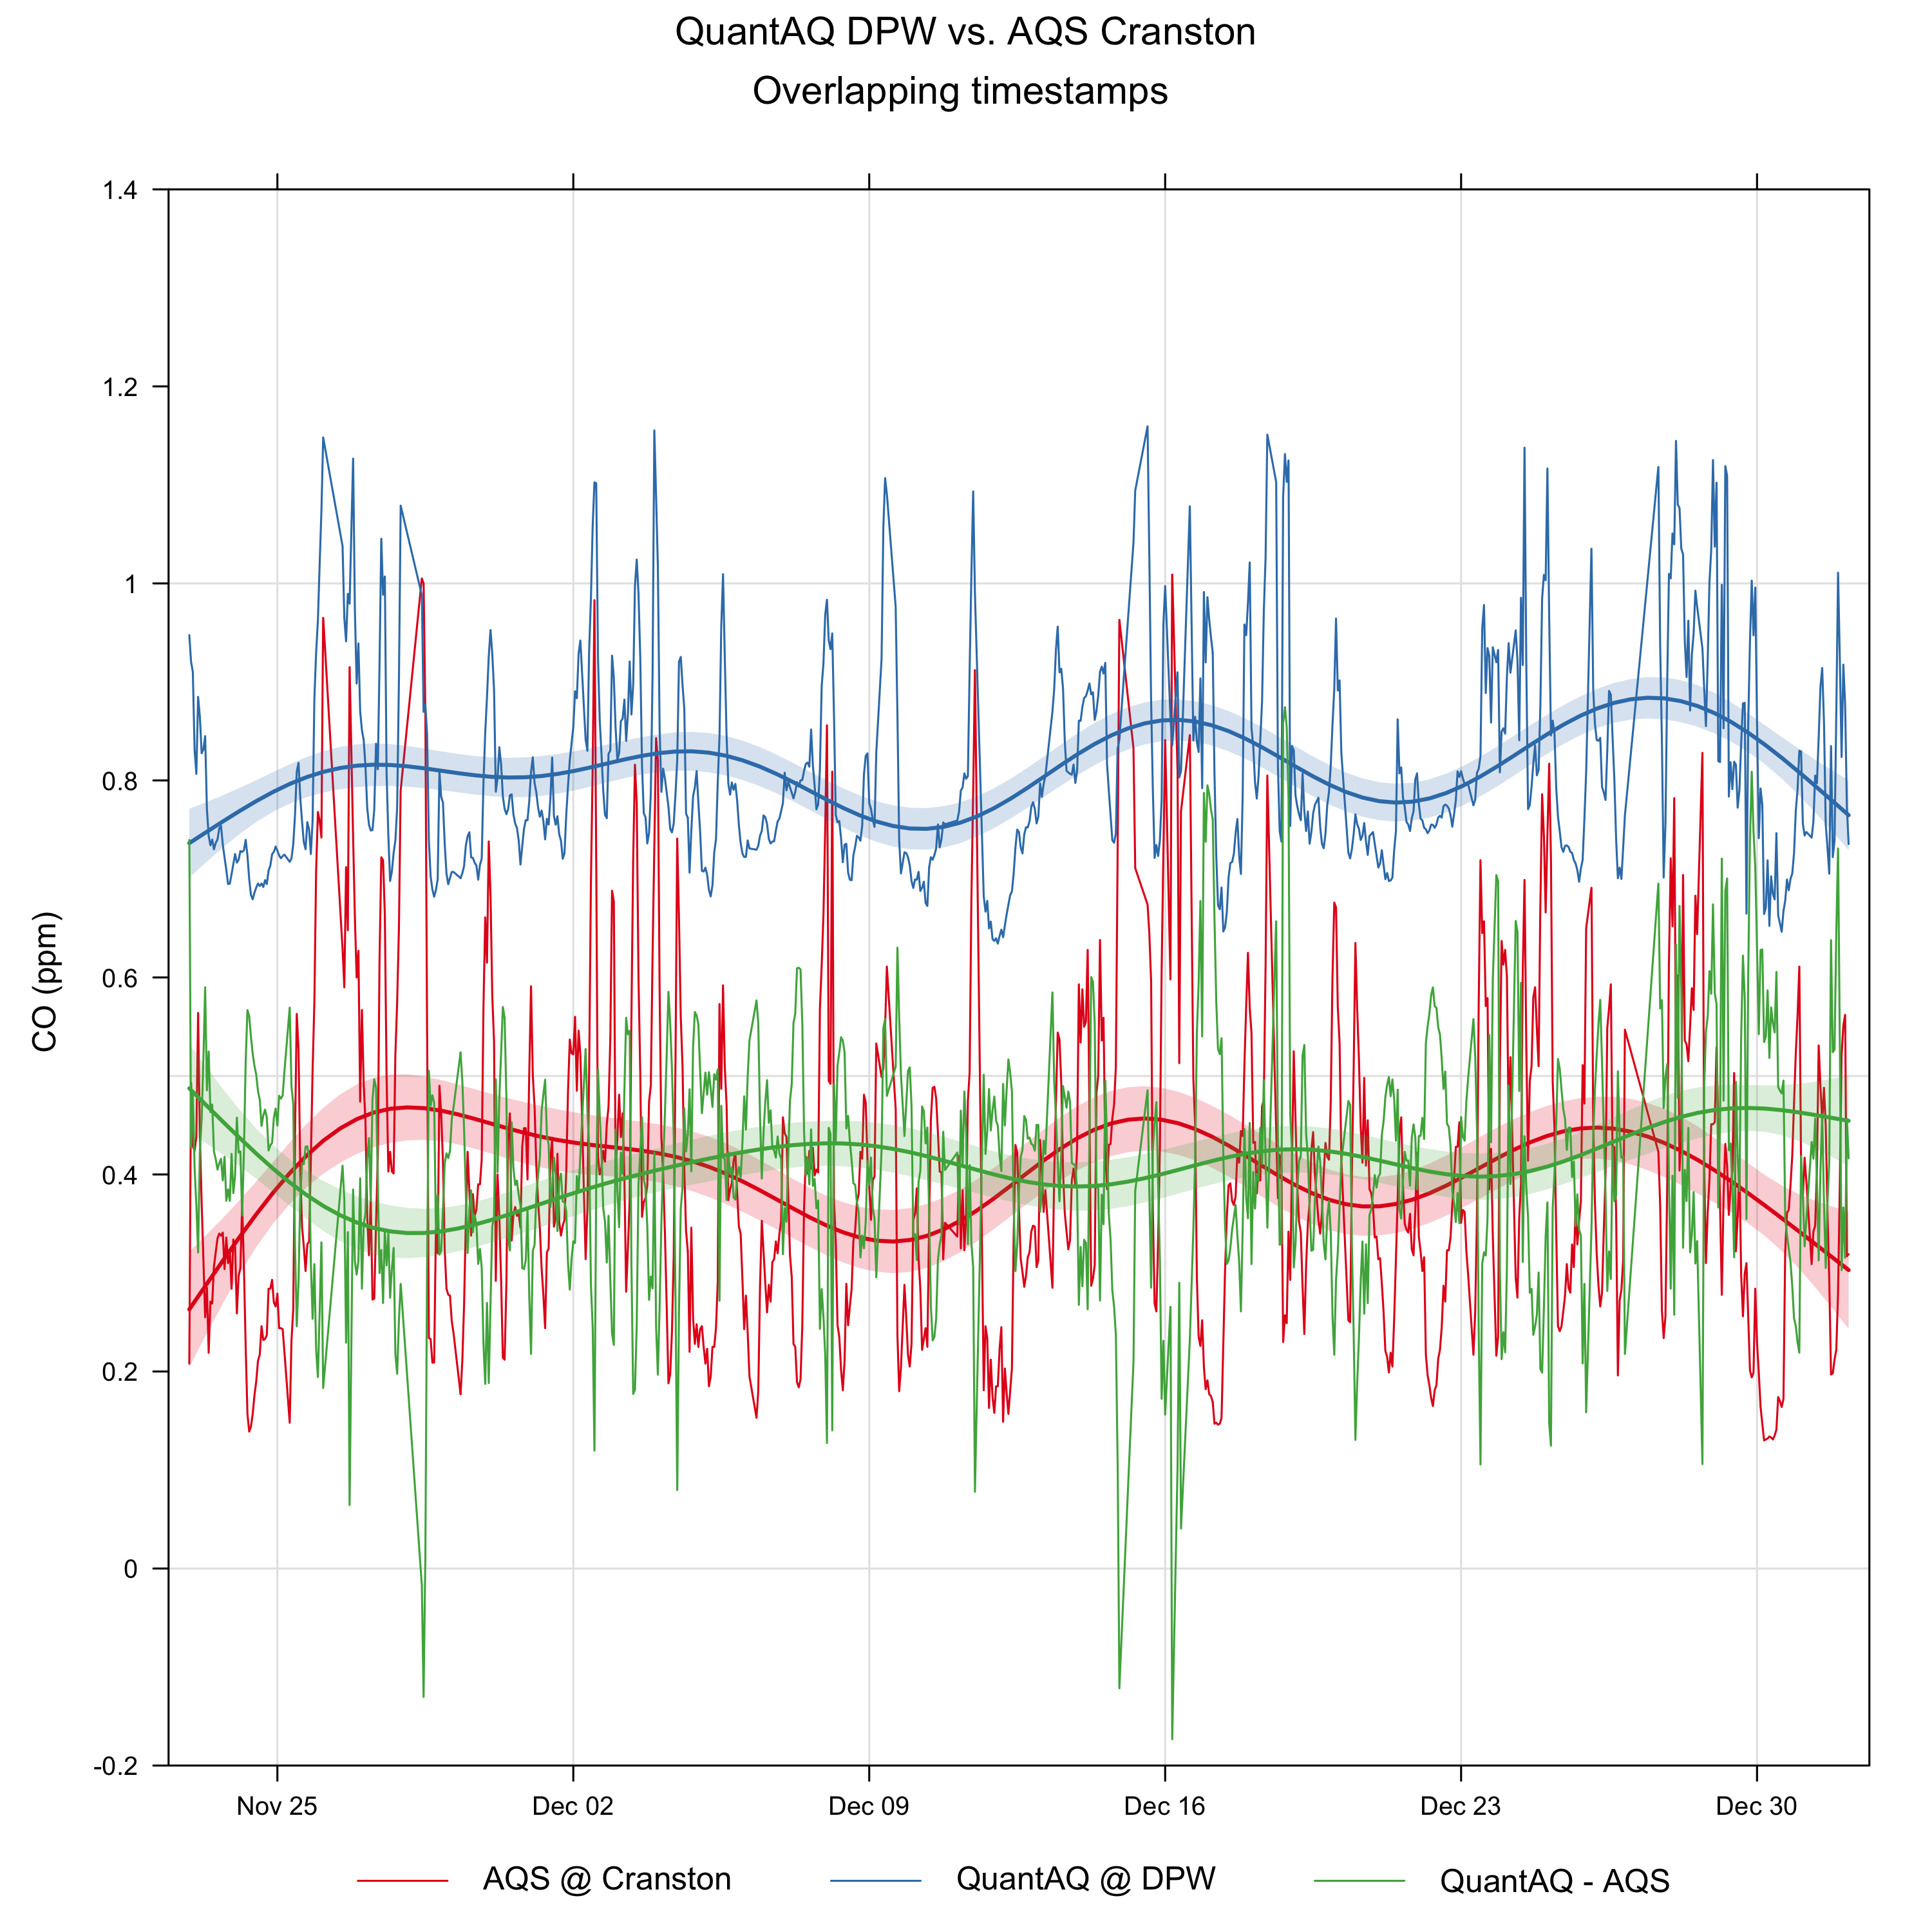 QuantAQ DPW vs. AQS Cranston
Overlapping timestamps
1.4
1.2
1
0.8
0.6
0.4
0.2
0
-0.2
CO (ppm)
Nov 25 Dec 02 Dec 09 Dec 16 Dec 23 Dec 30
AQS @ Cranston QuantAQ @ DPW QuantAQ - AQS